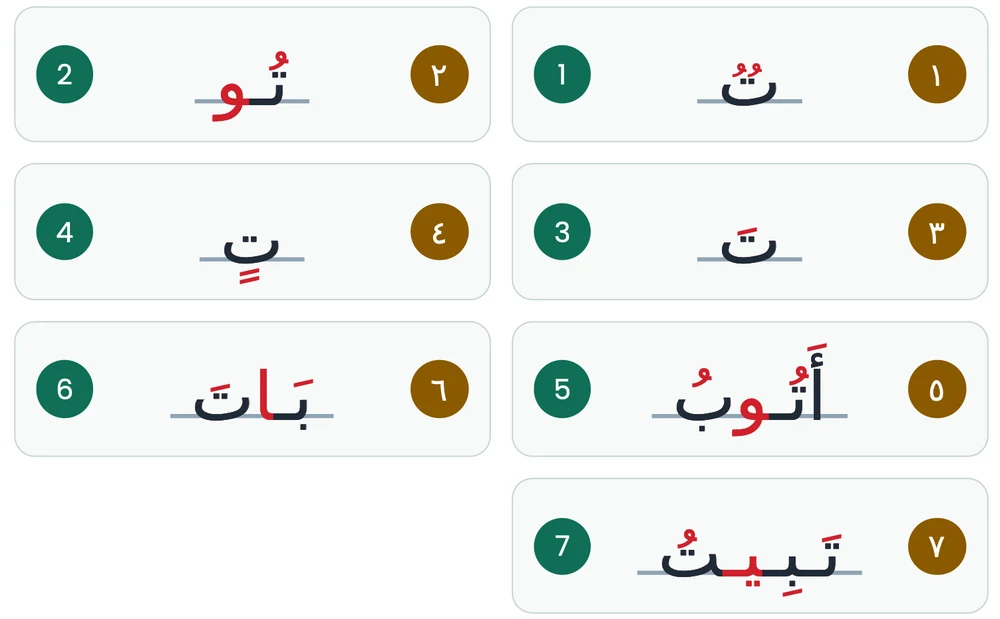 ١ تٌ 1
٢ تُو 2
٣ تَ 3
٤ تٍ 4
٥ أَتُوبُ 5
٦ بَاتَ 6
٧ تَبِيتُ 7